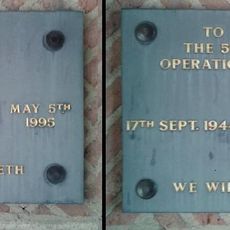 MAY 5TH
1995
ETH
TO
THE 5
OPERATIO
17TH SEPT. 194
WE WI